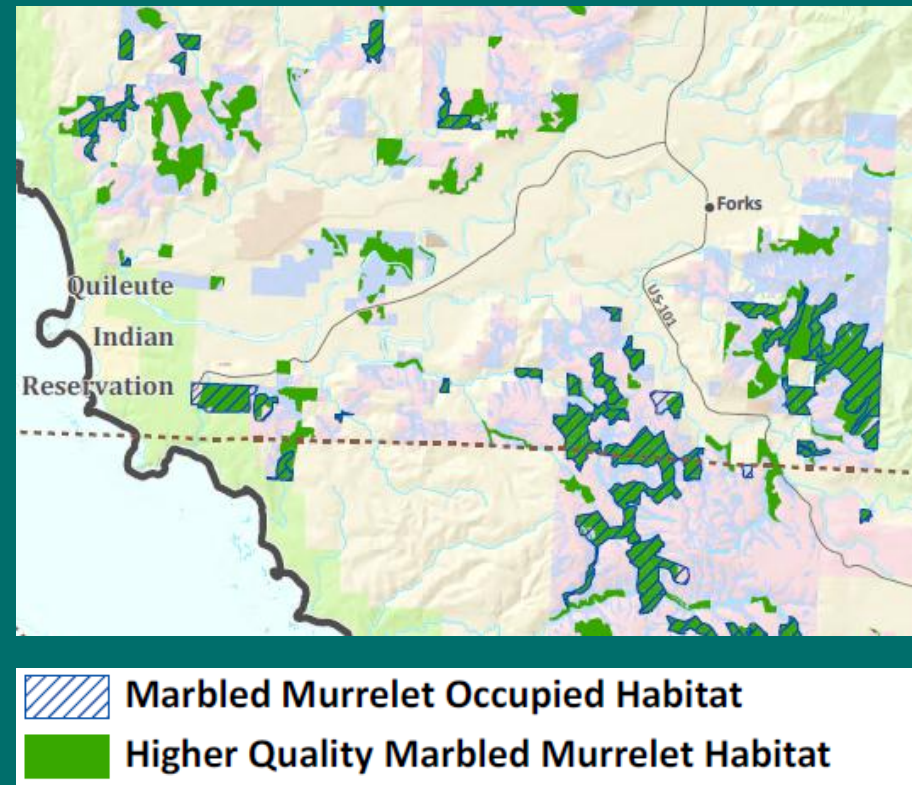 Forks
US-101
Quileute
Indian
Reservation
Marbled Murrelet Occupied Habitat
Higher Quality Marbled Murrelet Habitat